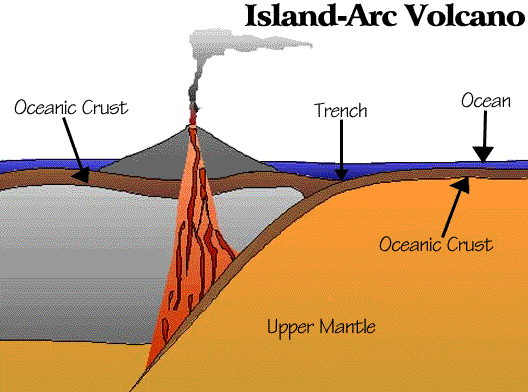 Island-Arc Volcano
Oceanic Crust
Trench
Ocean
Oceanic Crust
Upper Mantle